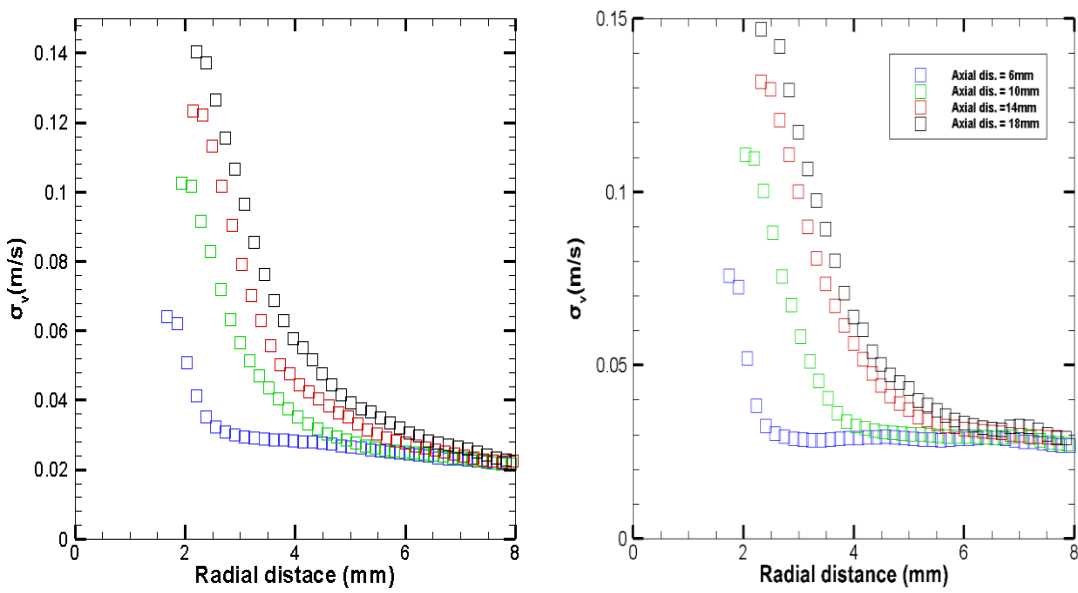 0.14
0.12
0.1
0.08
0.06
0.04
0.02
0
σv(m/s)
0 2 4 6 8
Radial distace (mm)
0.15
0.1
0.05
0
σv(m/s)
0 2 4 6 8
Radial distance (mm)
Axial dis. = 6mm
Axial dis. = 10mm
Axial dis. =14mm
Axial dis. = 18mm